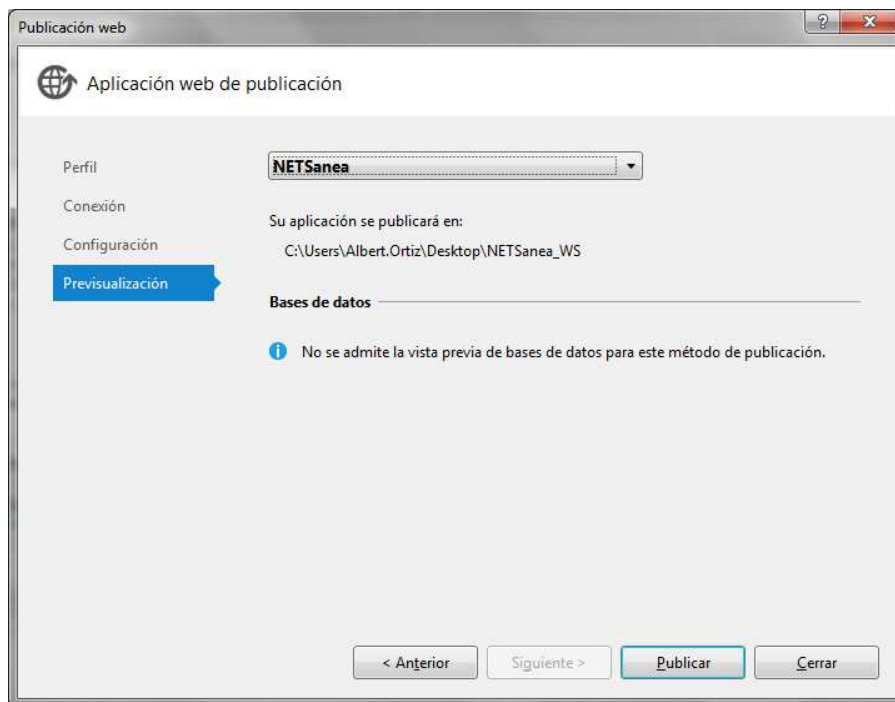 Publicación web
?
Aplicación web de publicación
Perfil
Conexión
Configuración
Previsualización
NETSanea
Su aplicación se publicará en:
C:\Users\Albert.Ortiz\Desktop\NETSanea_WS
Bases de datos
No se admite la vista previa de bases de datos para este método de publicación.
< Anterior
Siguiente >
Publicar
Cerrar